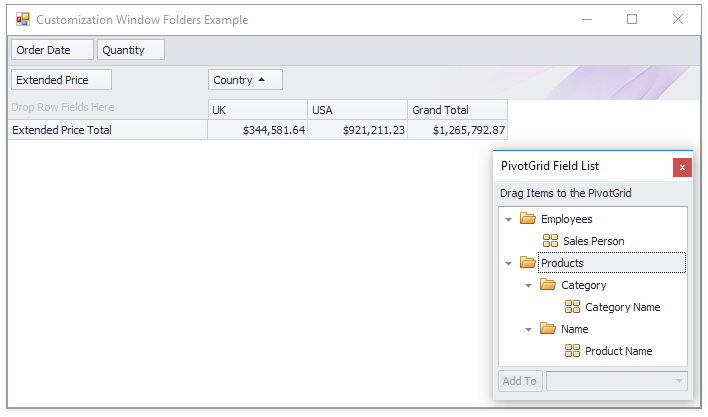 Customization Window Folders Example
Order Date Quantity
Extended Price Country
Drop Row Fields Here UK USA Grand Total
Extended Price Total $344,581.64 $921,211.23 $1,265,792.87
PivotGrid Field List x
Drag Items to the PivotGrid
Employees
Sales Person
Products
Category
Category Name
Name
Product Name
Add To